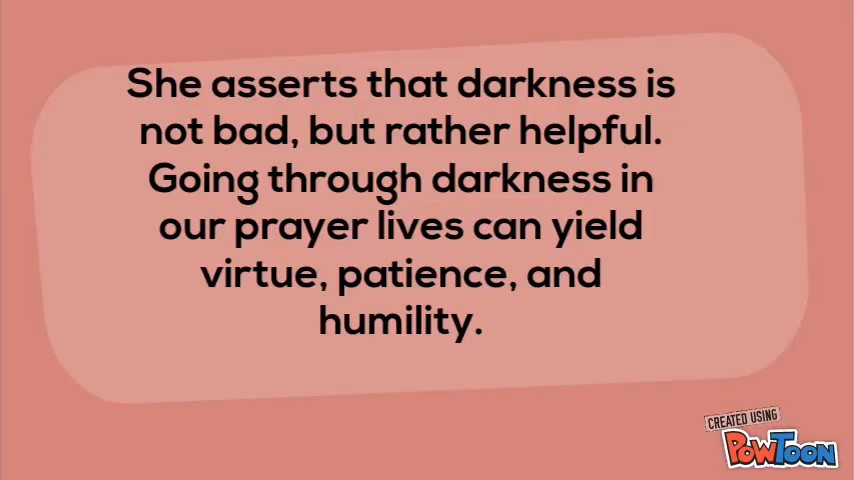 She asserts that darkness is
not bad, but rather helpful.
Going through darkness in
our prayer lives can yield
virtue, patience, and
humility.
CREATED USING
POWTOON